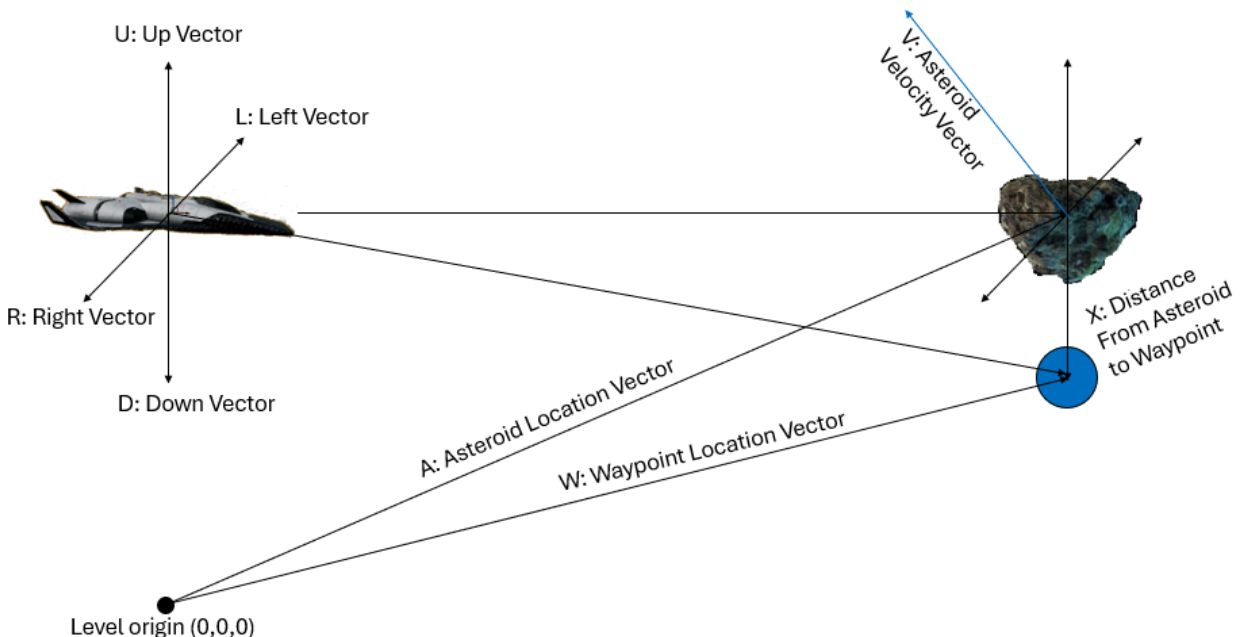 U: Up Vector
L: Left Vector
R: Right Vector
D: Down Vector
V: Asteroid
Velocity Vector
X: Distance
From Asteroid
to Waypoint
A: Asteroid Location Vector
W: Waypoint Location Vector
Level origin (0,0,0)